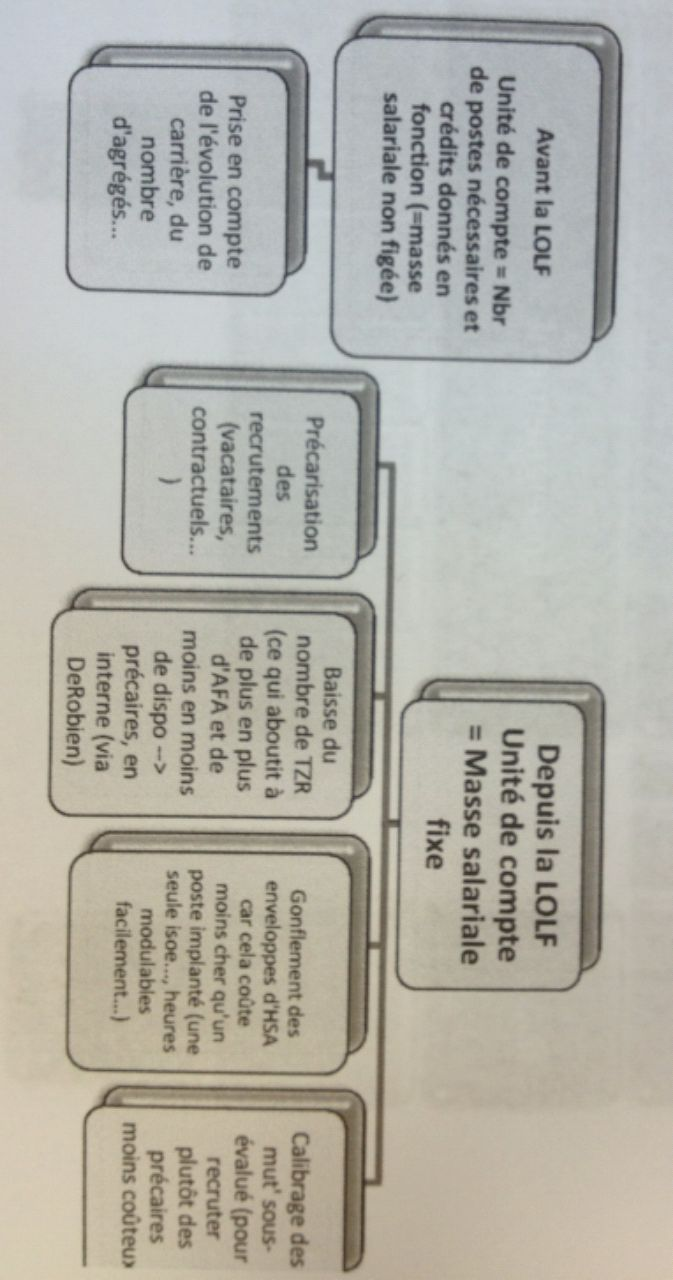 Avant la LOLF
Unité de compte = Nbr
de postes nécessaires et
crédits donnés en
fonction (=masse
salariale non figée)
Prise en compte
de l'évolution de
carrière, du
nombre
d'agrégés...
Depuis la LOLF
Unité de compte
= Masse salariale
fixe
Précarisation
des
recrutements
(vacataires,
contractuels...
)
Baisse du
nombre de TZR
(ce qui aboutit à
de plus en plus
d'AFA et de
moins en moins
de dispo -->
précaires, en
interne (via
DeRobien)
Gonflement des
enveloppes d'HSA
car cela coûte
moins cher qu'un
poste implanté (une
seule isoe..., heures
modulables
facilement...)
Calibrage des
mut' sous-
évalué (pour
recruter
plutôt des
précaires
moins coûteux